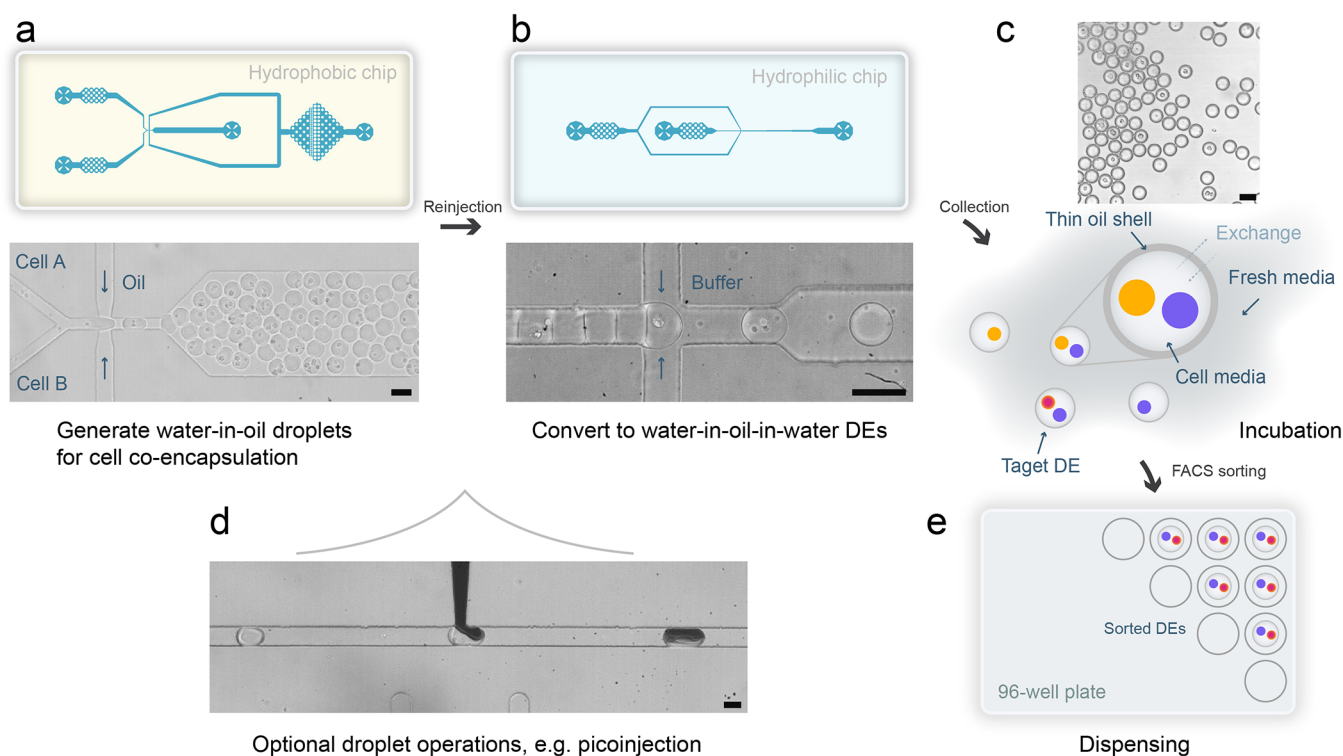 a
Hydrophobic chip
Cell A
Oil
Cell B
Generate water-in-oil droplets
for cell co-encapsulation
Reinjection
b
Hydrophilic chip
Buffer
Convert to water-in-oil-in-water DEs
Collection
c
Thin oil shell
Exchange
Fresh media
Cell media
Taget DE
Incubation
FACS sorting
d
Optional droplet operations, e.g. picoinjection
e
Sorted DEs
96-well plate
Dispensing